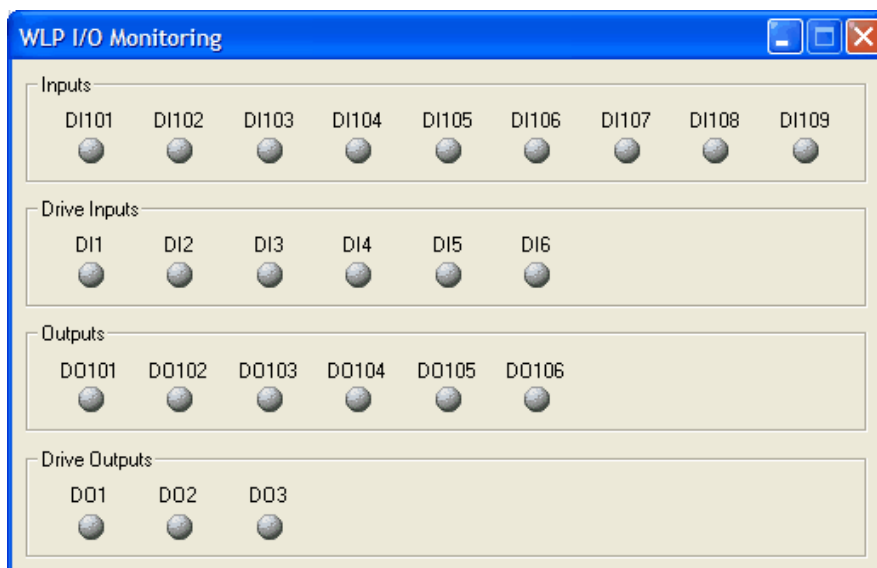 WLP I/O Monitoring
Inputs
DI101 DI102 DI103 DI104 DI105 DI106 DI107 DI108 DI109
Drive Inputs
DI1 DI2 DI3 DI4 DI5 DI6
Outputs
DO101 DO102 DO103 DO104 DO105 DO106
Drive Outputs
DO1 DO2 DO3